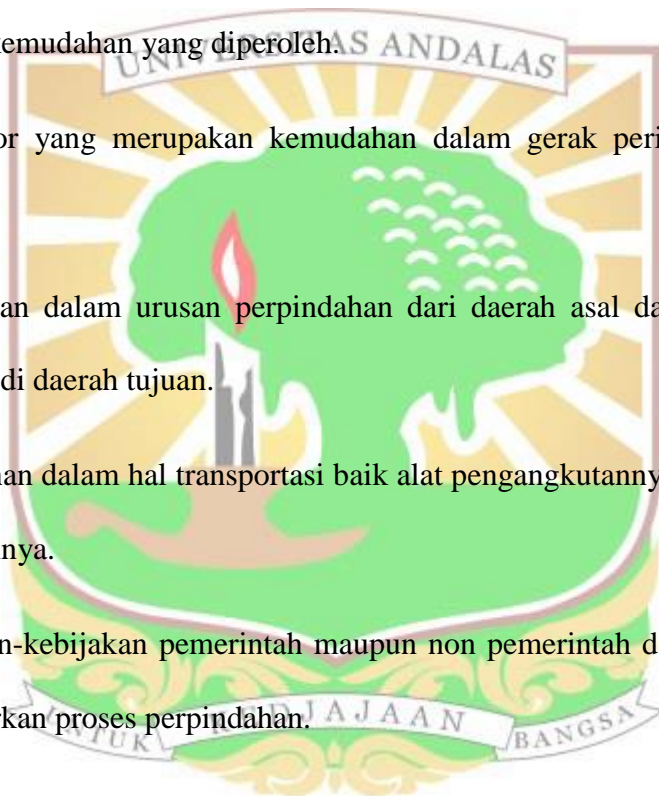 UNIVERSITAS ANDALAS
kemudahan yang diperoleh.
or yang merupakan kemudahan dalam gerak peri
an dalam urusan perpindahan dari daerah asal da
di daerah tujuan.
nan dalam hal transportasi baik alat pengangkutanny
nya.
n-kebijakan pemerintah maupun non pemerintah d
rkan proses perpindahan.
UNTUK KEDJAJAAN BANGSA